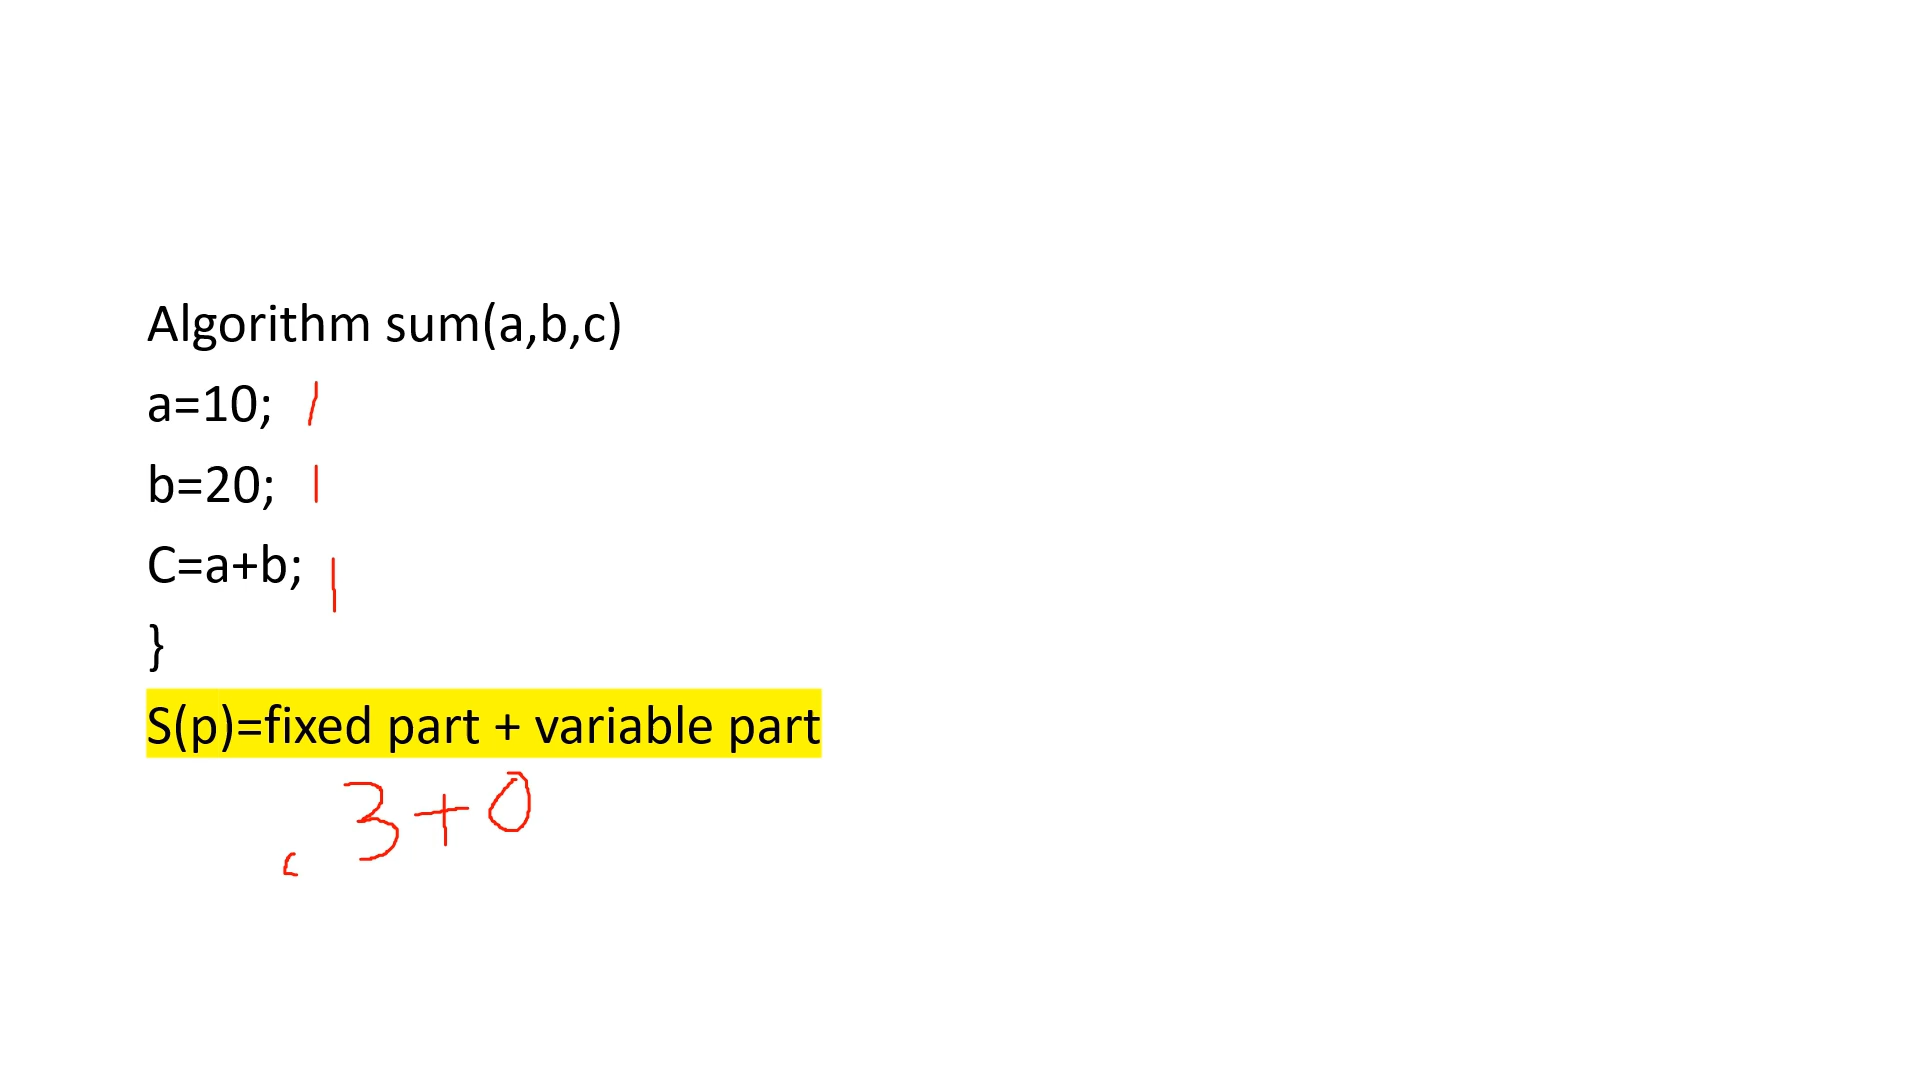 Algorithm sum(a,b,c)
a=10; 1
b=20; 1
C=a+b; 1
}
S(p)=fixed part + variable part
3+0